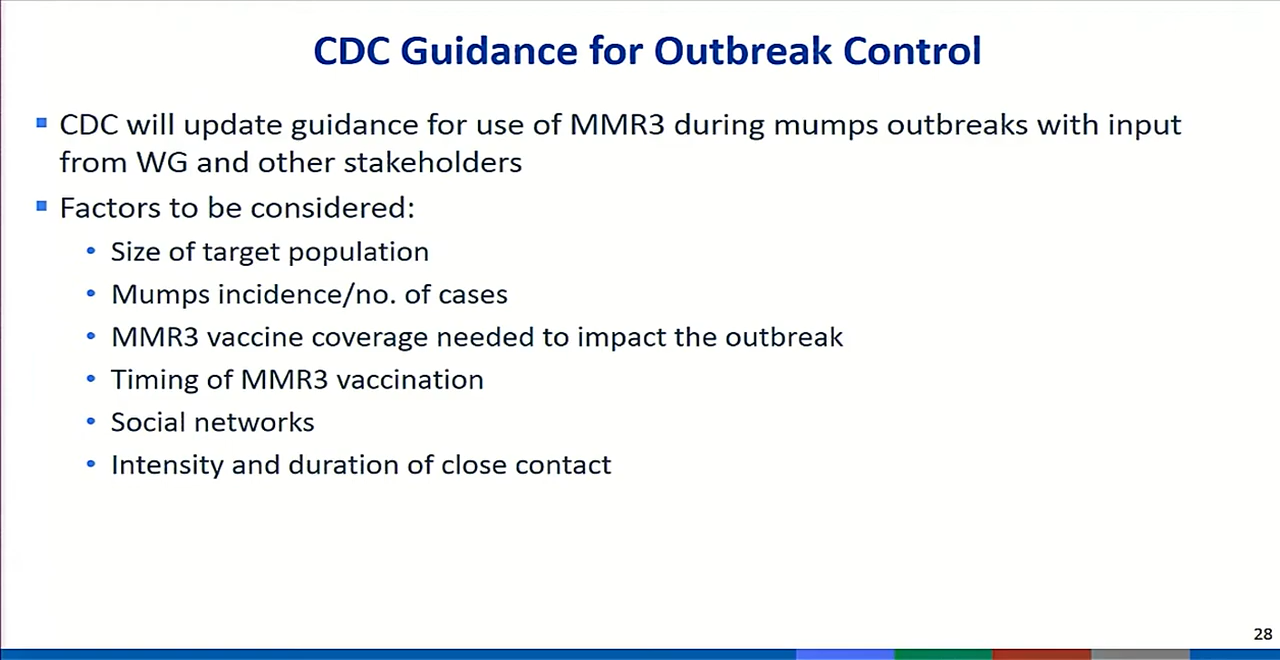 CDC Guidance for Outbreak Control
CDC will update guidance for use of MMR3 during mumps outbreaks with input
from WG and other stakeholders
Factors to be considered:
Size of target population
Mumps incidence/no. of cases
MMR3 vaccine coverage needed to impact the outbreak
Timing of MMR3 vaccination
Social networks
Intensity and duration of close contact
28